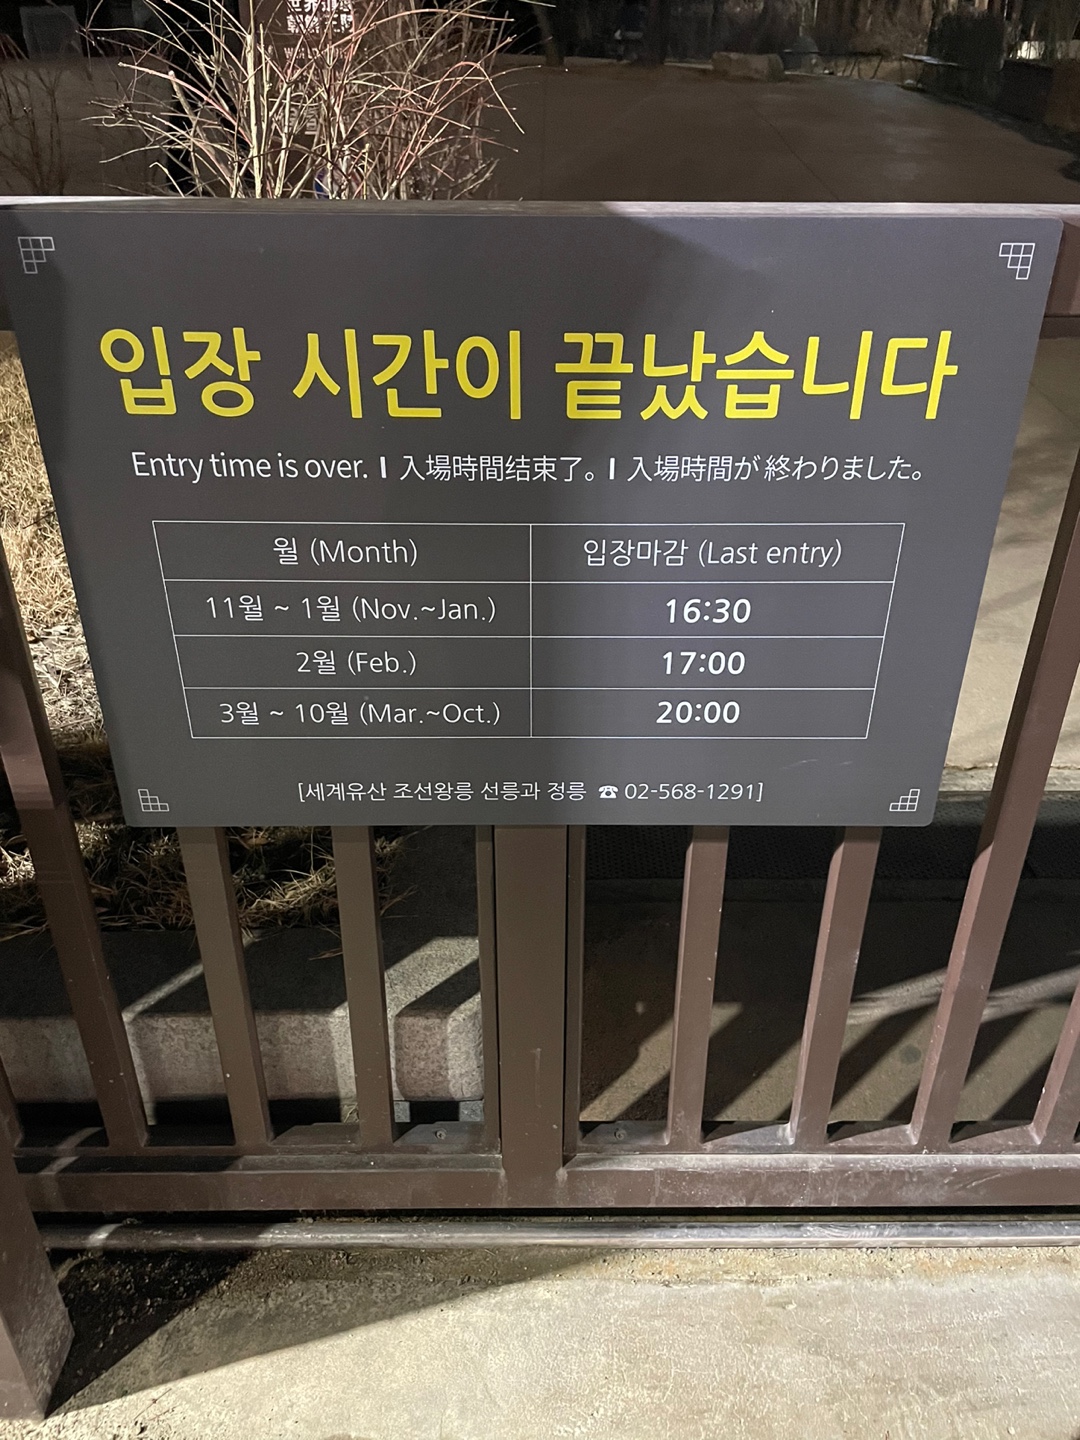 입장 시간이 끝났습니다
Entry time is over. I 入場時間结束了。 I 入場時間が終わりました。
월 (Month) 입장마감 (Last entry)
11월 ~ 1월 (Nov.~Jan.) 16:30
2월 (Feb.) 17:00
3월 ~ 10월 (Mar.~Oct.) 20:00
[세계유산 조선왕릉 선릉과 정릉 ☎ 02-568-1291]